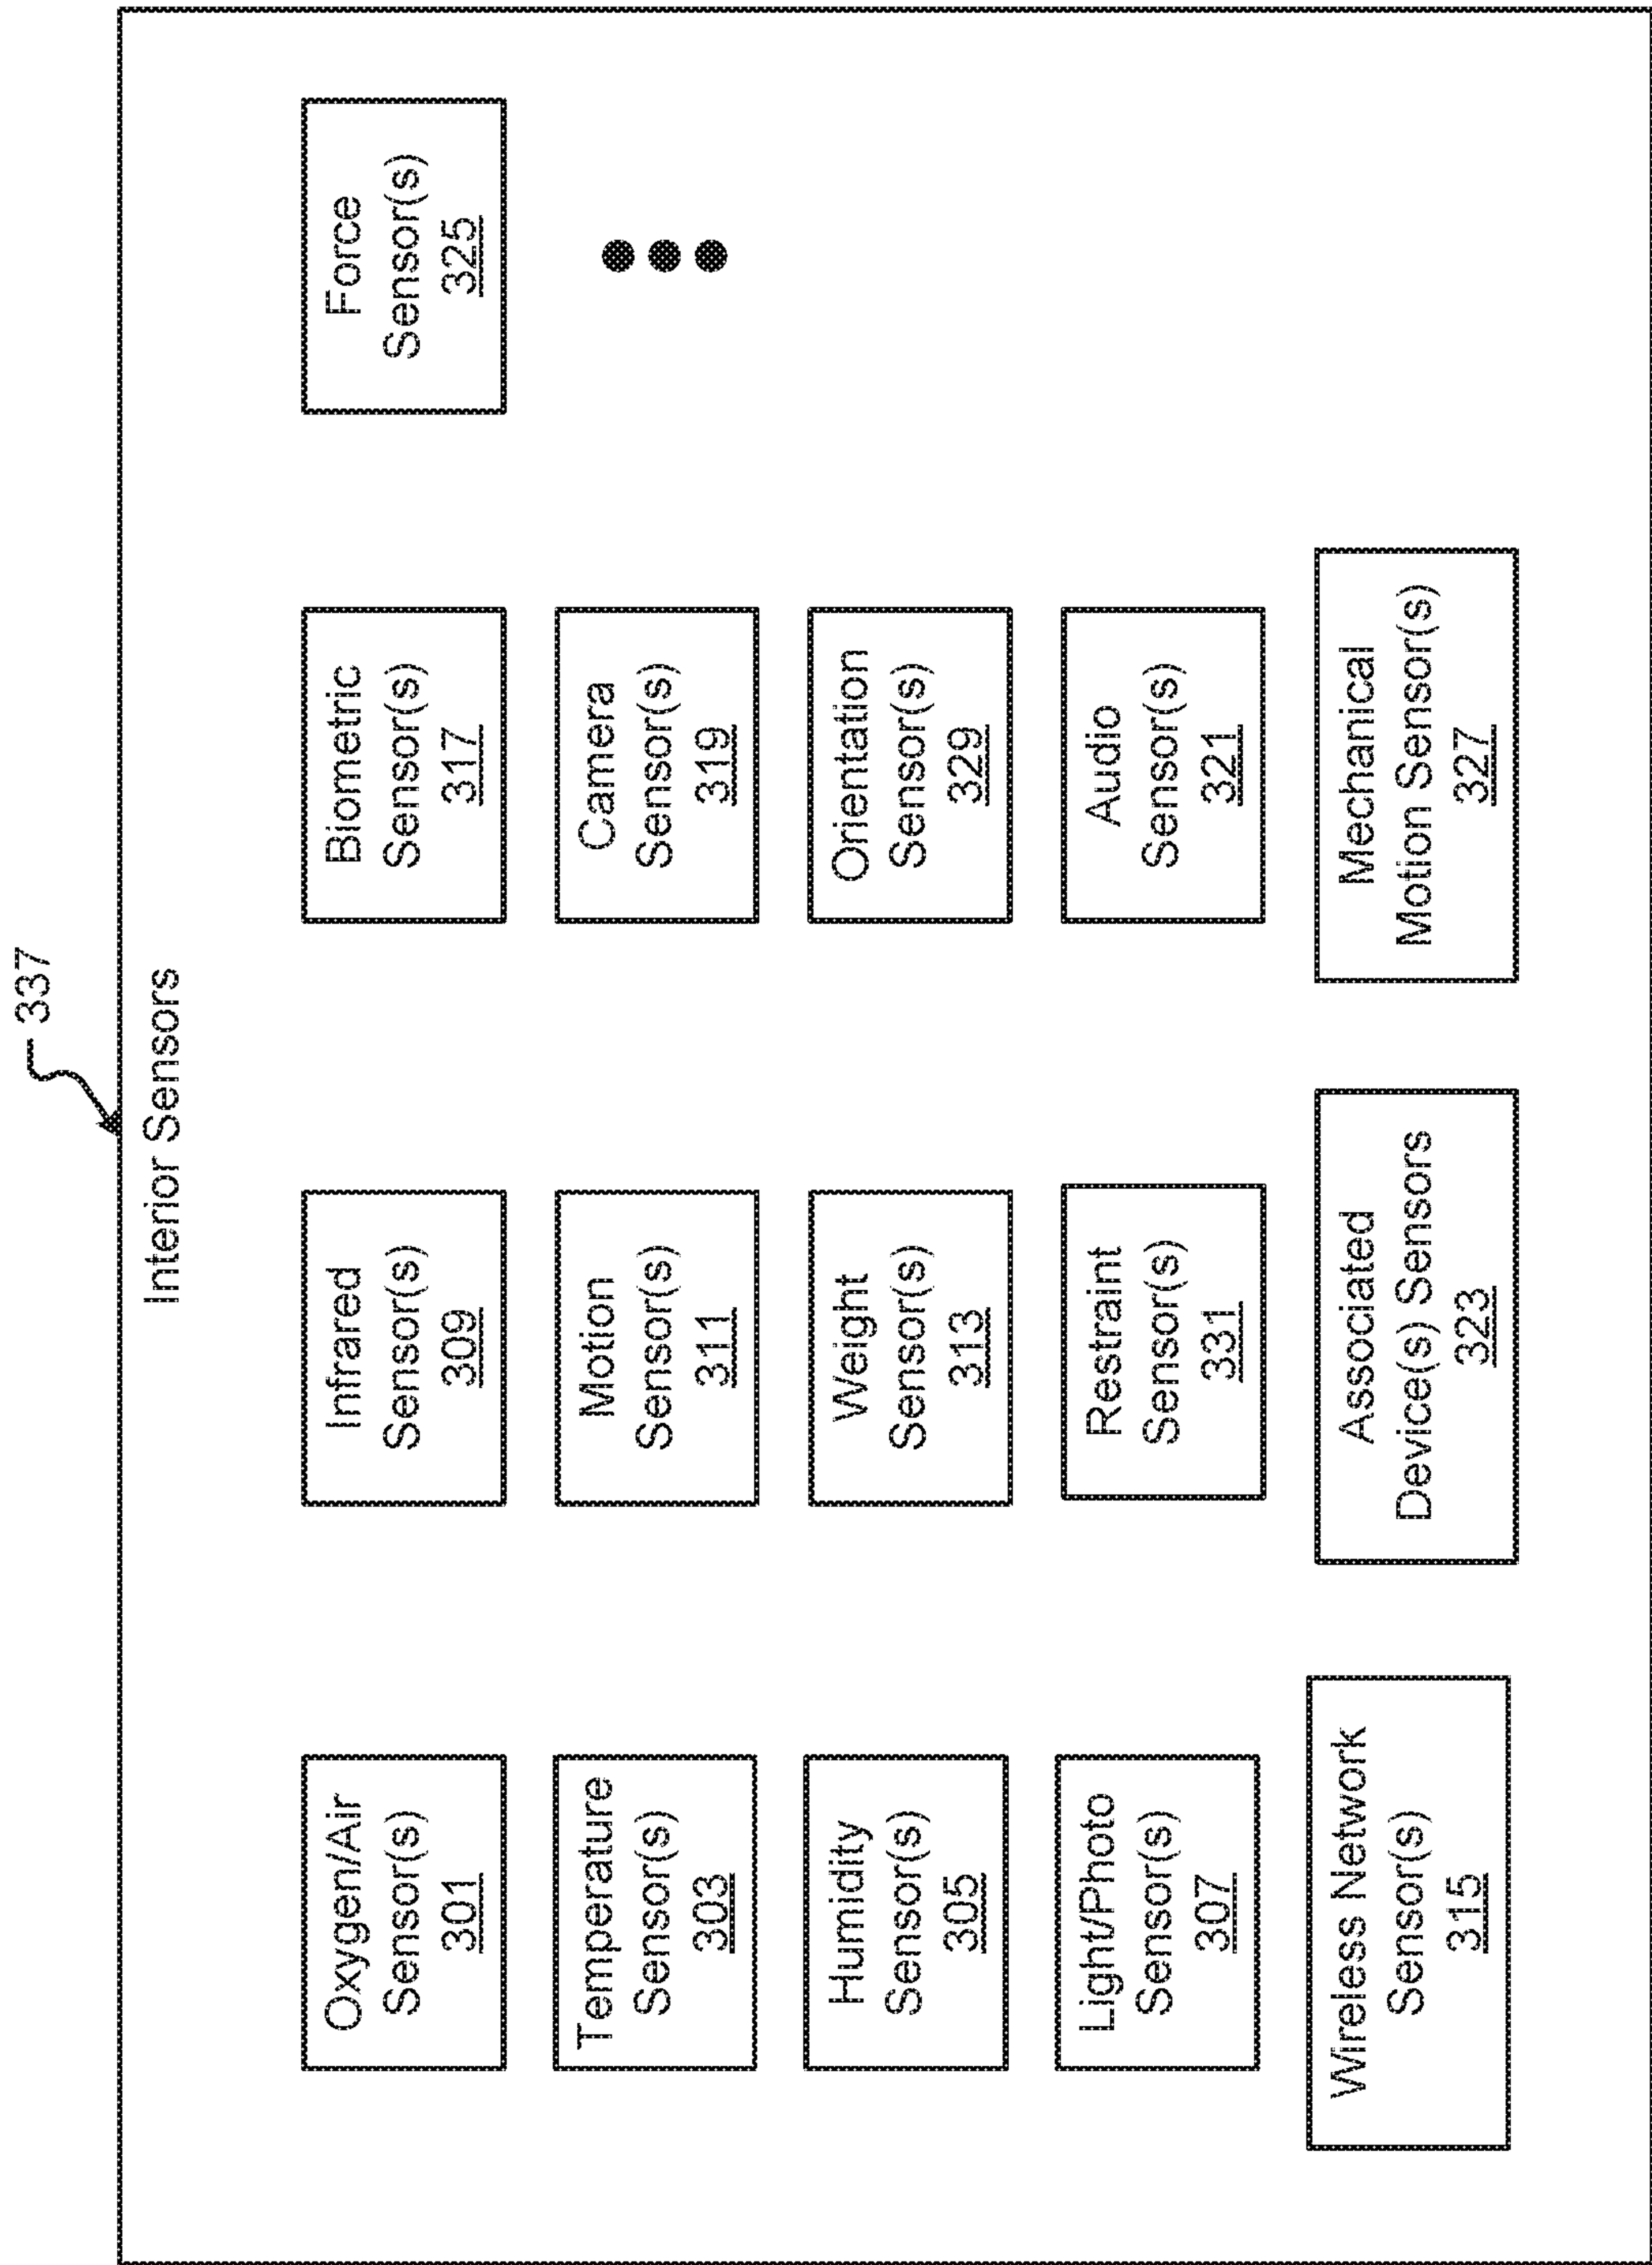 337
Interior Sensors
Oxygen/Air
Sensor(s)
301
Temperature
Sensor(s)
303
Humidity
Sensor(s)
305
Light/Photo
Sensor(s)
307
Wireless Network
Sensor(s)
315
Infrared
Sensor(s)
309
Motion
Sensor(s)
311
Weight
Sensor(s)
313
Restraint
Sensor(s)
331
Associated
Device(s) Sensors
323
Biometric
Sensor(s)
317
Camera
Sensor(s)
319
Orientation
Sensor(s)
329
Audio
Sensor(s)
321
Mechanical
Motion Sensor(s)
327
Force
Sensor(s)
325